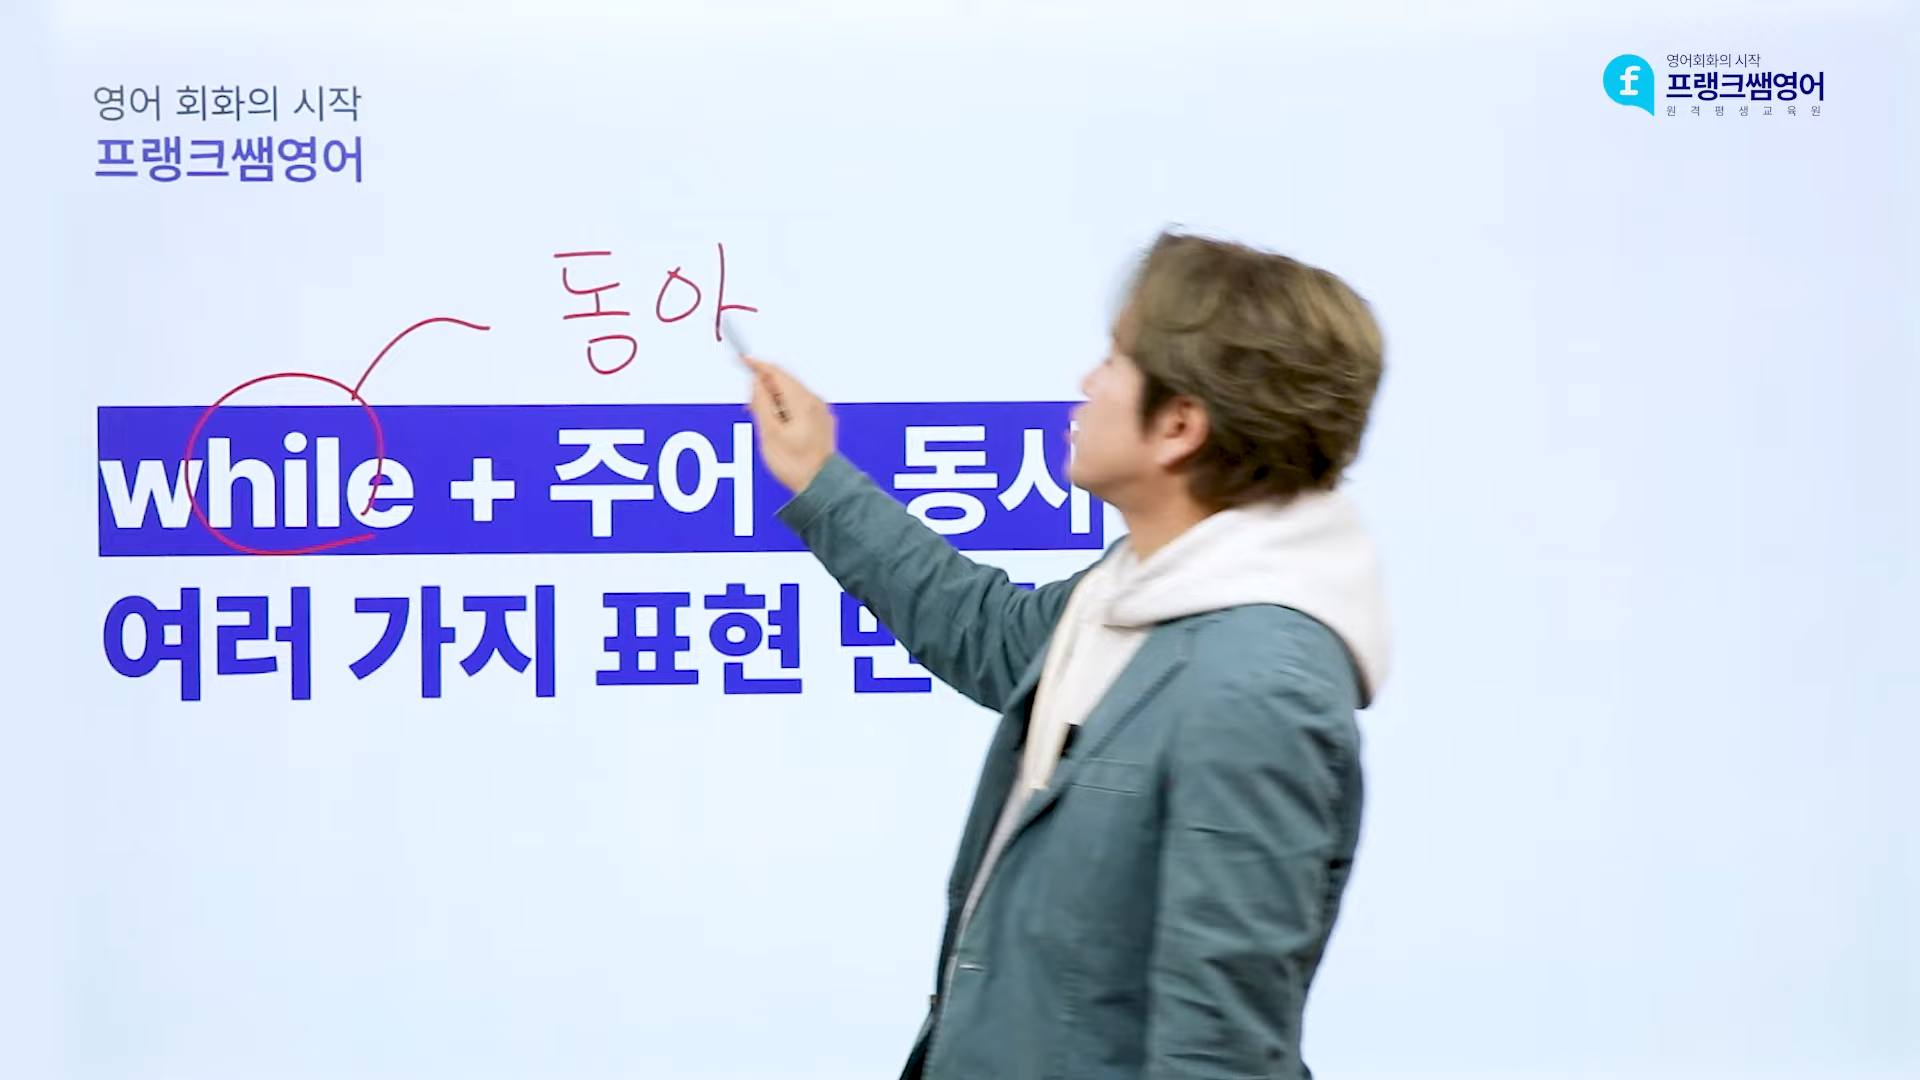 영어 회화의 시작
프랭크쌤영어
영어회화의 시작
프랭크쌤영어
원격평생교육원
동아
while + 주어 동사
여러 가지 표현